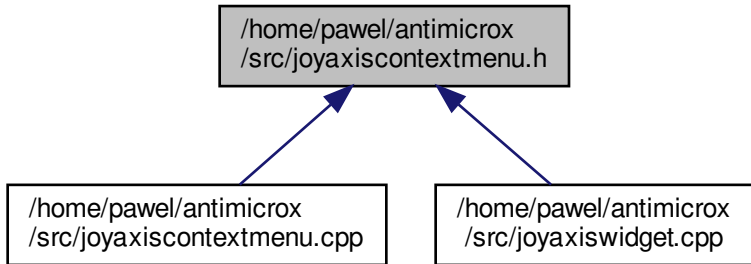 /home/pawel/antimicrox
/src/joyaxiscontextmenu.h
/home/pawel/antimicrox
/src/joyaxiscontextmenu.cpp
/home/pawel/antimicrox
/src/joyaxiswidget.cpp